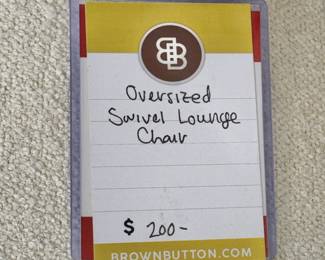 BB
Oversized
Swivel Lounge
Chair
$ 200-
BROWNBUTTON.COM